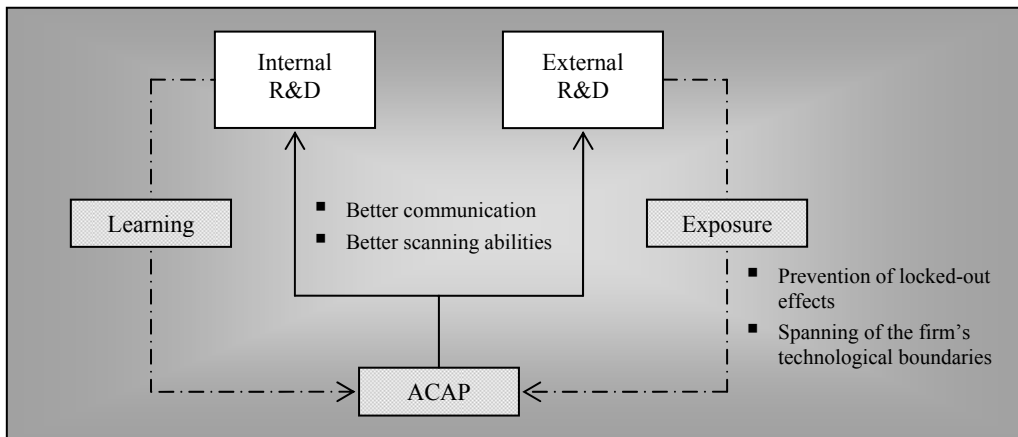 Internal
R&D
External
R&D
Learning
■ Better communication
■ Better scanning abilities
Exposure
■ Prevention of locked-out
effects
■ Spanning of the firm's
technological boundaries
ACAP